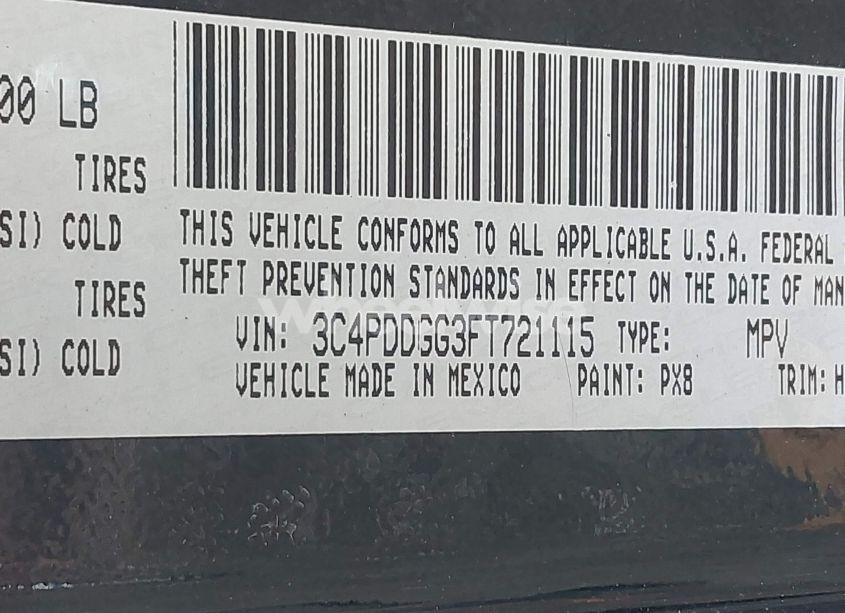 00 LB
TIRES
SI) COLD
TIRES
SI) COLD
THIS VEHICLE CONFORMS TO ALL APPLICABLE U.S.A. FEDERAL
THEFT PREVENTION STANDARDS IN EFFECT ON THE DATE OF MAN
VIN: 3C4PDDGG3FT721115 TYPE: MPV
VEHICLE MADE IN MEXICO PAINT: PX8 TRIM: H